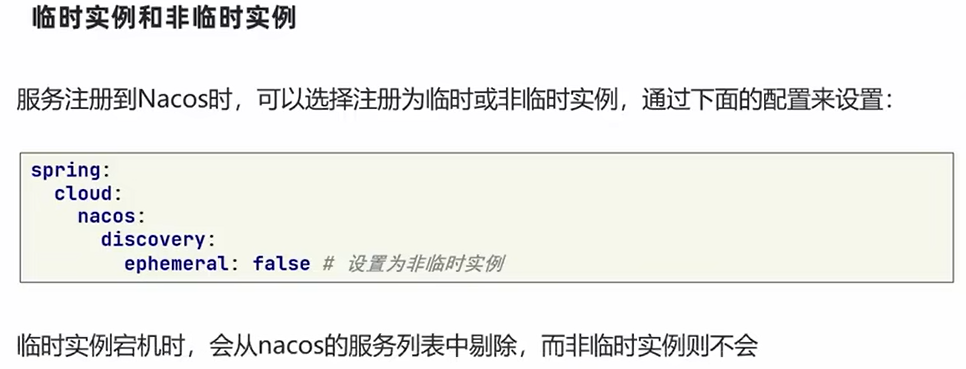 临时实例和非临时实例
服务注册到Nacos时，可以选择注册为临时或非临时实例，通过下面的配置来设置：
spring:
  cloud:
    nacos:
      discovery:
        ephemeral: false # 设置为非临时实例
临时实例宕机时，会从nacos的服务列表中剔除，而非临时实例则不会